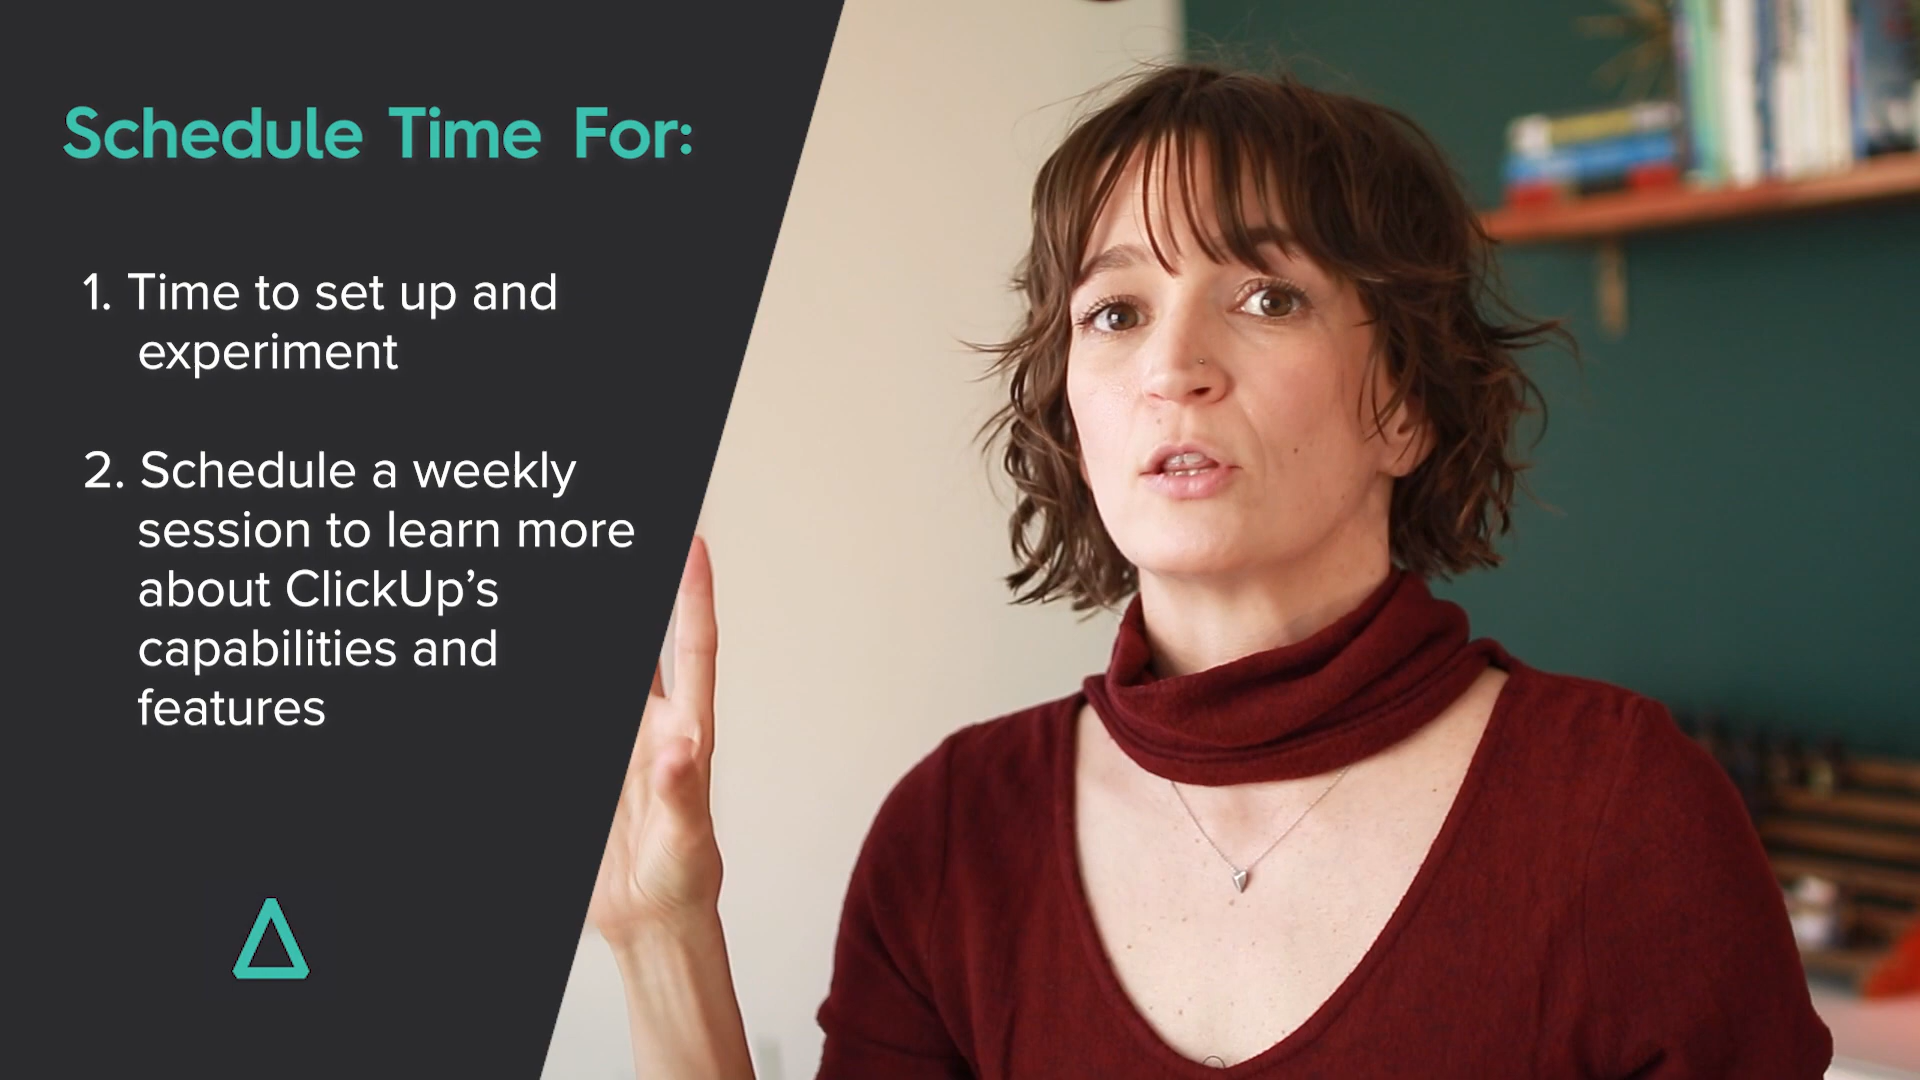 Schedule Time For:
1. Time to set up and
experiment
2. Schedule a weekly
session to learn more
about ClickUp’s
capabilities and
features